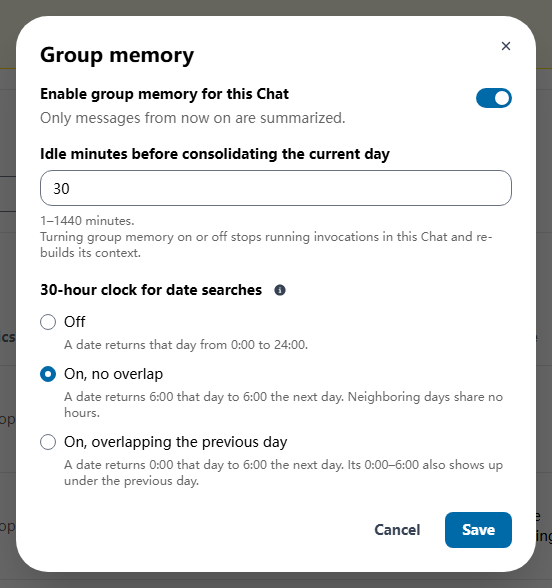 Group memory
×
Enable group memory for this Chat
Only messages from now on are summarized.
Idle minutes before consolidating the current day
30
1–1440 minutes.
Turning group memory on or off stops running invocations in this Chat and re-
builds its context.
30-hour clock for date searches
Off
A date returns that day from 0:00 to 24:00.
On, no overlap
A date returns 6:00 that day to 6:00 the next day. Neighboring days share no
hours.
On, overlapping the previous day
A date returns 0:00 that day to 6:00 the next day. Its 0:00–6:00 also shows up
under the previous day.
Cancel
Save